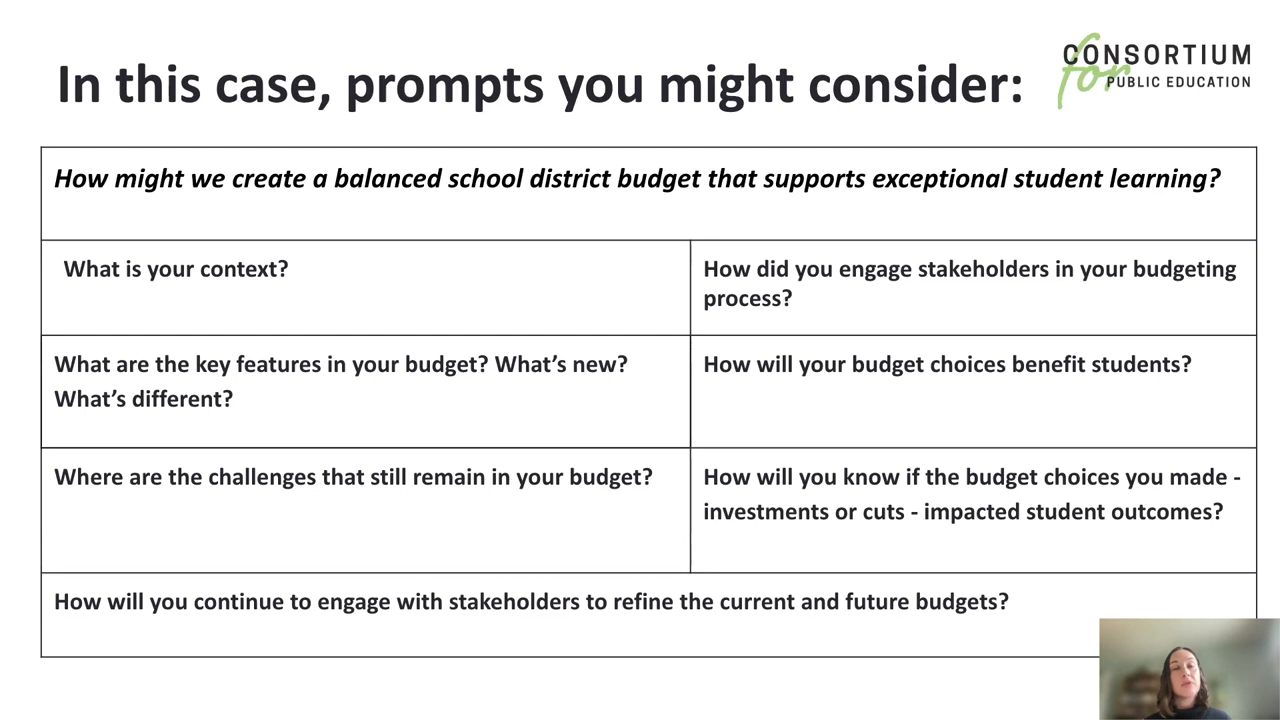 In this case, prompts you might consider:
CONSORTIUM
for PUBLIC EDUCATION
How might we create a balanced school district budget that supports exceptional student learning?
What is your context?
How did you engage stakeholders in your budgeting
process?
What are the key features in your budget? What’s new?
What’s different?
How will your budget choices benefit students?
Where are the challenges that still remain in your budget?
How will you know if the budget choices you made -
investments or cuts - impacted student outcomes?
How will you continue to engage with stakeholders to refine the current and future budgets?